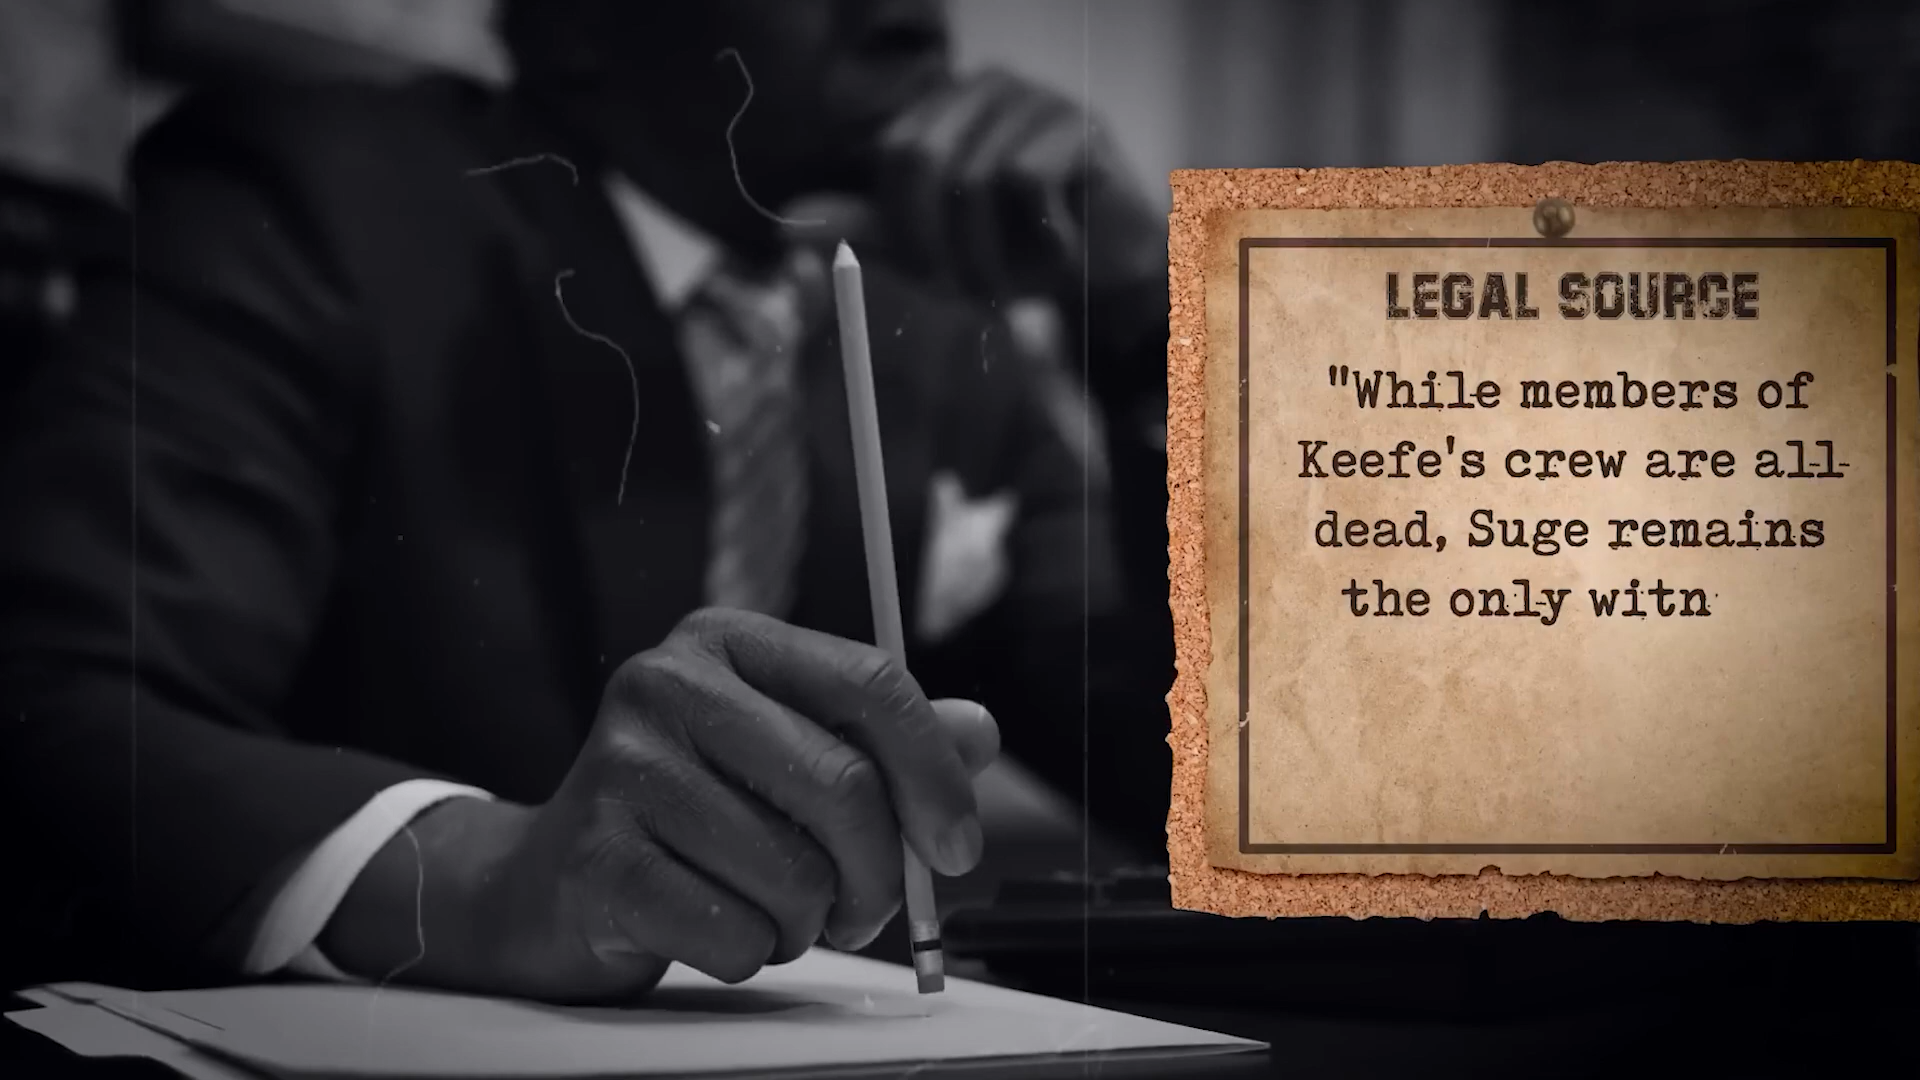 LEGAL SOURCE
"While members of
Keefe's crew are all
dead, Suge remains
the only witn